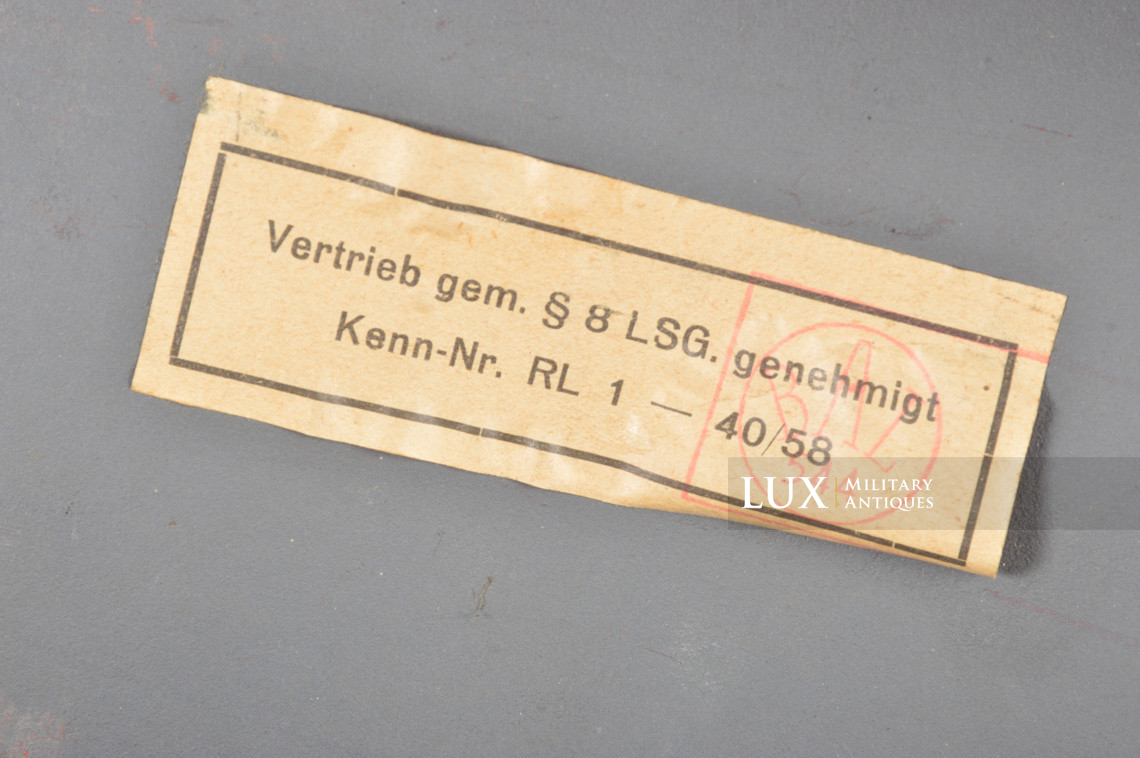 Vertrieb gem. § 8 LSG. genehmigt
Kenn-Nr. RL 1 — 40/58
LUX MILITARY ANTIQUES